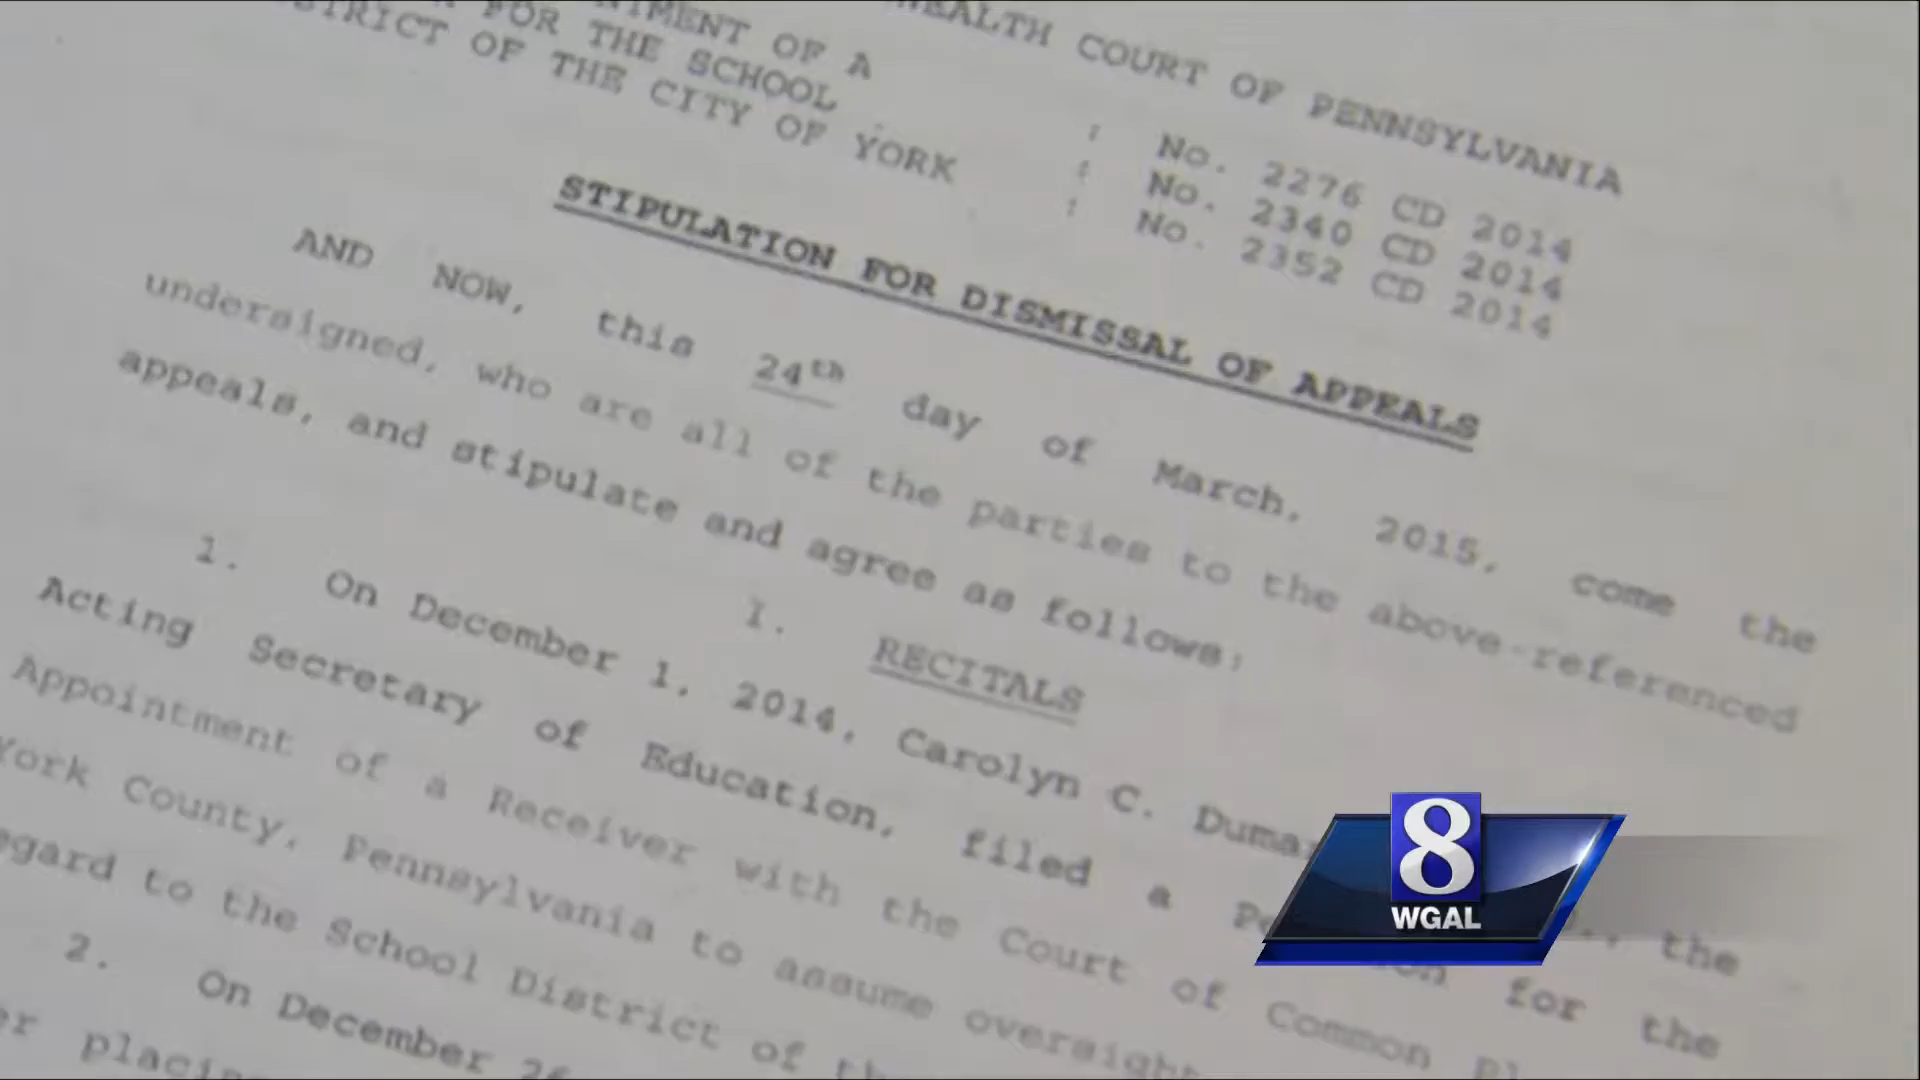 COURT OF PENNSYLVANIA
OF A
FOR THE SCHOOL
OF THE CITY OF YORK
: No. 2276 CD 2014
: No. 2340 CD 2014
: No. 2352 CD 2014
STIPULATION FOR DISMISSAL OF APPEALS
AND NOW, this 24th day of March, 2015, come the
undersigned, who are all of the parties to the above-referenced
appeals, and stipulate and agree as follows:
I. RECITALS
1. On December 1, 2014, Carolyn C. the
Acting Secretary of Education, filed a for the
Appointment of a Receiver with the Court of Common
York County, Pennsylvania to assume oversight
to the School District of
2. On December
8
WGAL